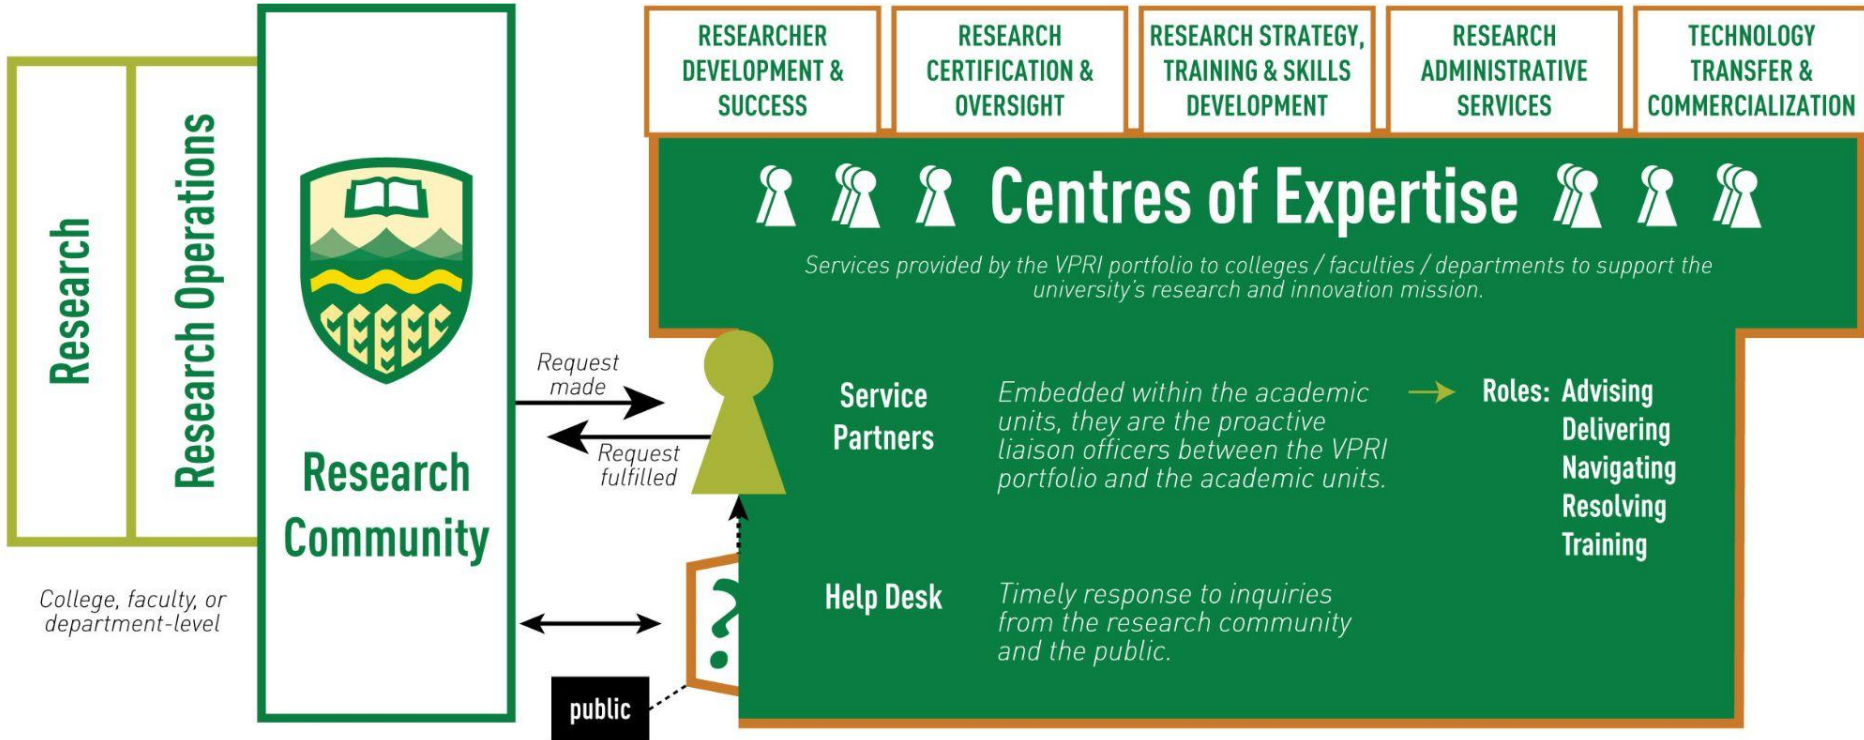 Research
Research Operations
College, faculty, or
department-level
Research
Community
Request
made
Request
fulfilled
public
?
RESEARCHER
DEVELOPMENT &
SUCCESS
RESEARCH
CERTIFICATION &
OVERSIGHT
RESEARCH STRATEGY,
TRAINING & SKILLS
DEVELOPMENT
RESEARCH
ADMINISTRATIVE
SERVICES
TECHNOLOGY
TRANSFER &
COMMERCIALIZATION
Centres of Expertise
Services provided by the VPRI portfolio to colleges / faculties / departments to support the
university's research and innovation mission.
Service
Partners
Embedded within the academic
units, they are the proactive
liaison officers between the VPRI
portfolio and the academic units.
Roles: Advising
Delivering
Navigating
Resolving
Training
Help Desk
Timely response to inquiries
from the research community
and the public.